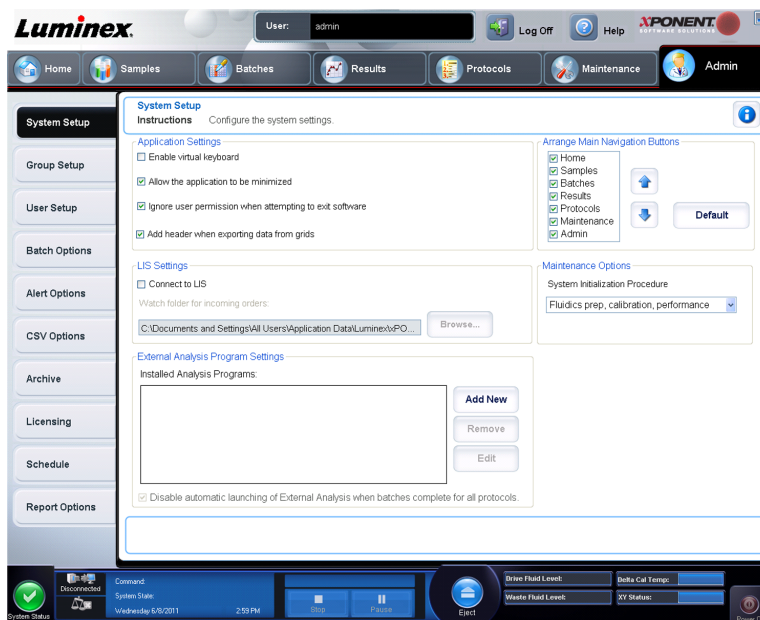 Luminex.
User: admin
Log Off
Help
XPONENT.
SOFTWARE SOLUTIONS
Home
Samples
Batches
Results
Protocols
Maintenance
Admin
System Setup
Group Setup
User Setup
Batch Options
Alert Options
CSV Options
Archive
Licensing
Schedule
Report Options
System Setup
Instructions Configure the system settings.
Application Settings
Enable virtual keyboard
Allow the application to be minimized
Ignore user permission when attempting to exit software
Add header when exporting data from grids
Arrange Main Navigation Buttons
Home
Samples
Batches
Results
Protocols
Maintenance
Admin
Default
LIS Settings
Connect to LIS
Watch folder for incoming orders:
C:\Documents and Settings\All Users\Application Data\Luminex\xPO...
Browse...
Maintenance Options
System Initialization Procedure
Fluidics prep, calibration, performance
External Analysis Program Settings
Installed Analysis Programs:
Add New
Remove
Edit
Disable automatic launching of External Analysis when batches complete for all protocols.
System Status
Disconnected
Command:
System State:
Wednesday 6/8/2011 2:59 PM
Stop
Pause
Eject
Drive Fluid Level:
Waste Fluid Level:
Delta Cal Temp:
XY Status: